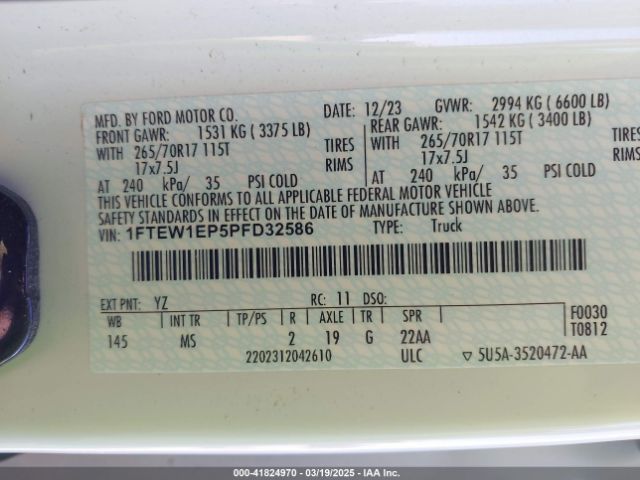 MFD. BY FORD MOTOR CO.
DATE: 12/23 GVWR: 2994 KG ( 6600 LB)
FRONT GAWR: 1531 KG ( 3375 LB) REAR GAWR: 1542 KG ( 3400 LB)
WITH 265/70R17 115T TIRES WITH 265/70R17 115T TIRES
17x7.5J RIMS 17x7.5J RIMS
AT 240 kPa/ 35 PSI COLD AT 240 kPa/ 35 PSI COLD
THIS VEHICLE CONFORMS TO ALL APPLICABLE FEDERAL MOTOR VEHICLE
SAFETY STANDARDS IN EFFECT ON THE DATE OF MANUFACTURE SHOWN ABOVE.
VIN: 1FTEW1EP5PFD32586 TYPE: Truck
EXT PNT: YZ RC: 11 DSO:
WB INT TR TP/PS R AXLE TR SPR F0030
145 MS 2 19 G 22AA T0812
2202312042610 ULC ▽ 5U5A-3520472-AA
000-41824970 - 03/19/2025 - IAAI.com